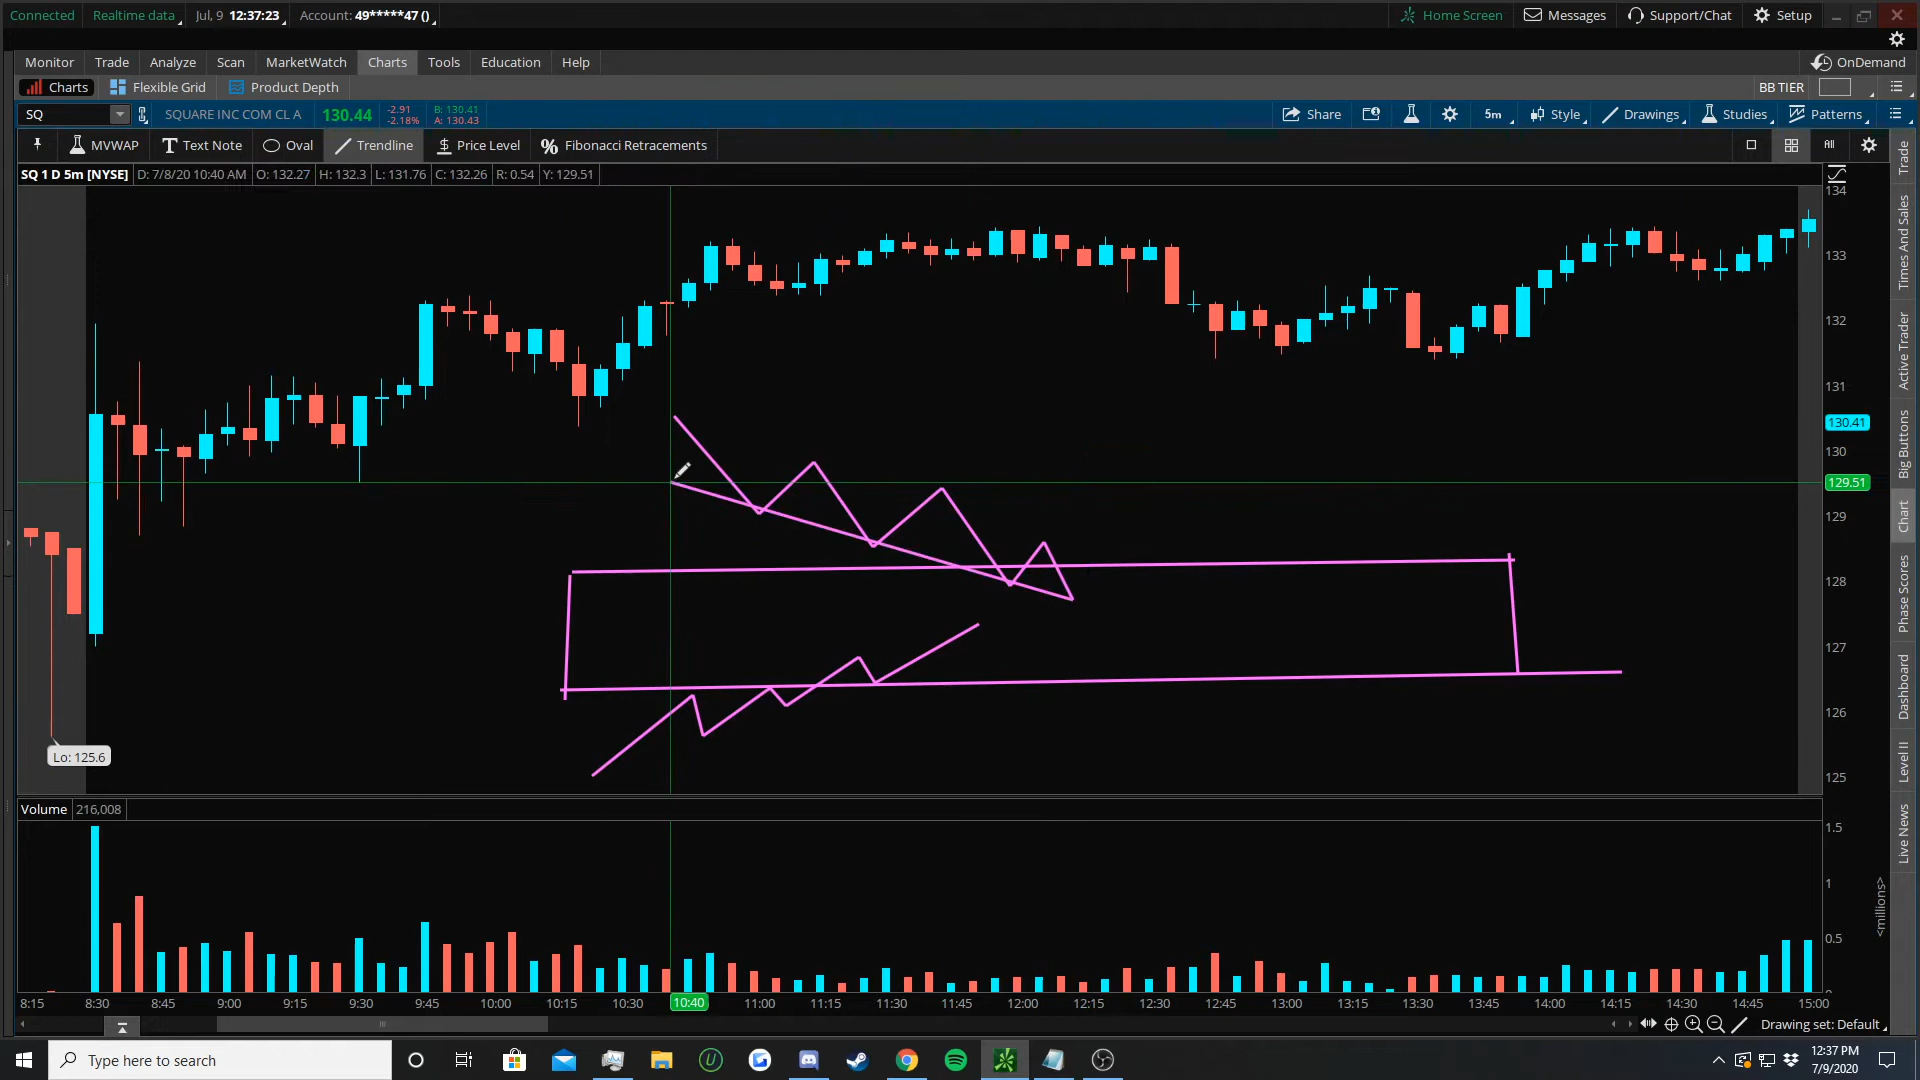 Connected Realtime data Jul, 9 12:37:23 Account: 49*****47 () Home Screen Messages Support/Chat Setup
Monitor Trade Analyze Scan MarketWatch Charts Tools Education Help OnDemand
Charts Flexible Grid Product Depth BB TIER
SQ SQUARE INC COM CL A 130.44 -2.91 -2.18% B: 130.41 A: 130.43 Share 5m Style Drawings Studies Patterns
MVWAP Text Note Oval Trendline Price Level Fibonacci Retracements All
SQ 1 D 5m [NYSE] D: 7/8/20 10:40 AM O: 132.27 H: 132.3 L: 131.76 C: 132.26 R: 0.54 Y: 129.51
134
133
132
131
130.41
130
129.51
129
128
127
126
125
Lo: 125.6
Trade
Times And Sales
Active Trader
Big Buttons
Chart
Phase Scores
Dashboard
Level II
Live News
Volume 216,008
1.5
1
0.5
<millions>
8:15 8:30 8:45 9:00 9:15 9:30 9:45 10:00 10:15 10:30 10:40 11:00 11:15 11:30 11:45 12:00 12:15 12:30 12:45 13:00 13:15 13:30 13:45 14:00 14:15 14:30 14:45 15:00
Drawing set: Default
Type here to search
12:37 PM
7/9/2020